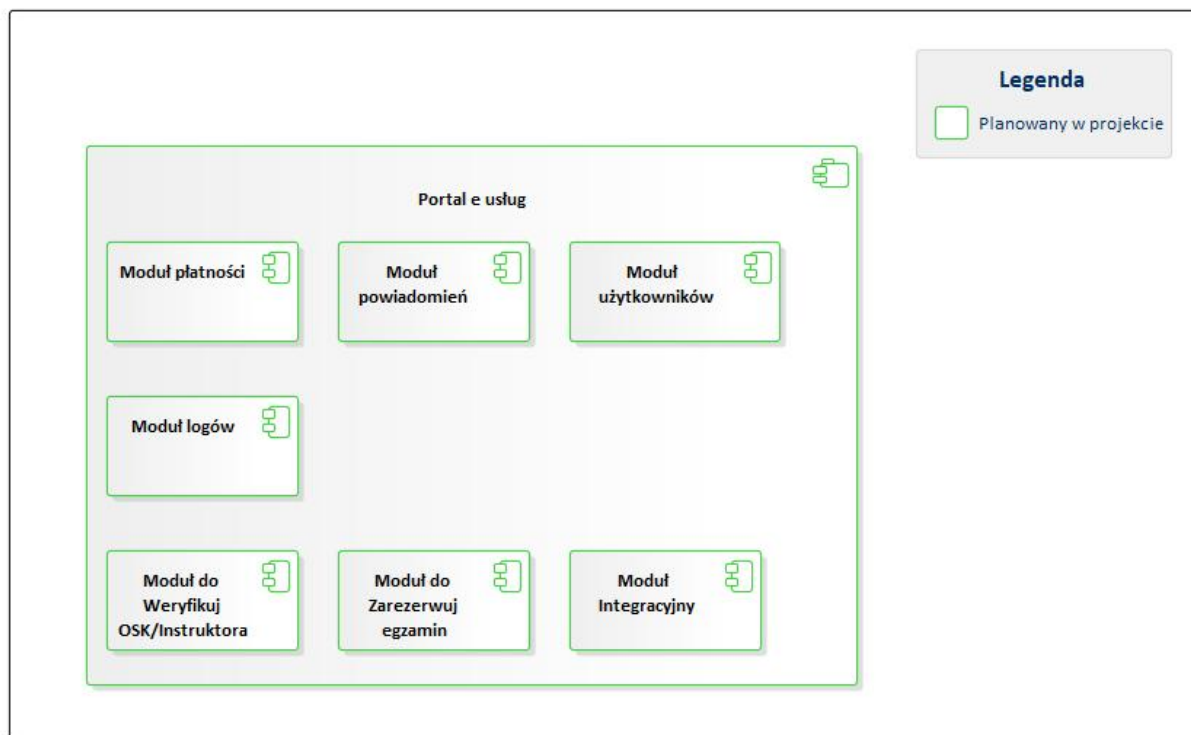 Legenda
Planowany w projekcie
Portal e usług
Moduł płatności
Moduł
powiadomień
Moduł
użytkowników
Moduł logów
Moduł do
Weryfikuj
OSK/Instruktora
Moduł do
Zarezerwuj
egzamin
Moduł
Integracyjny